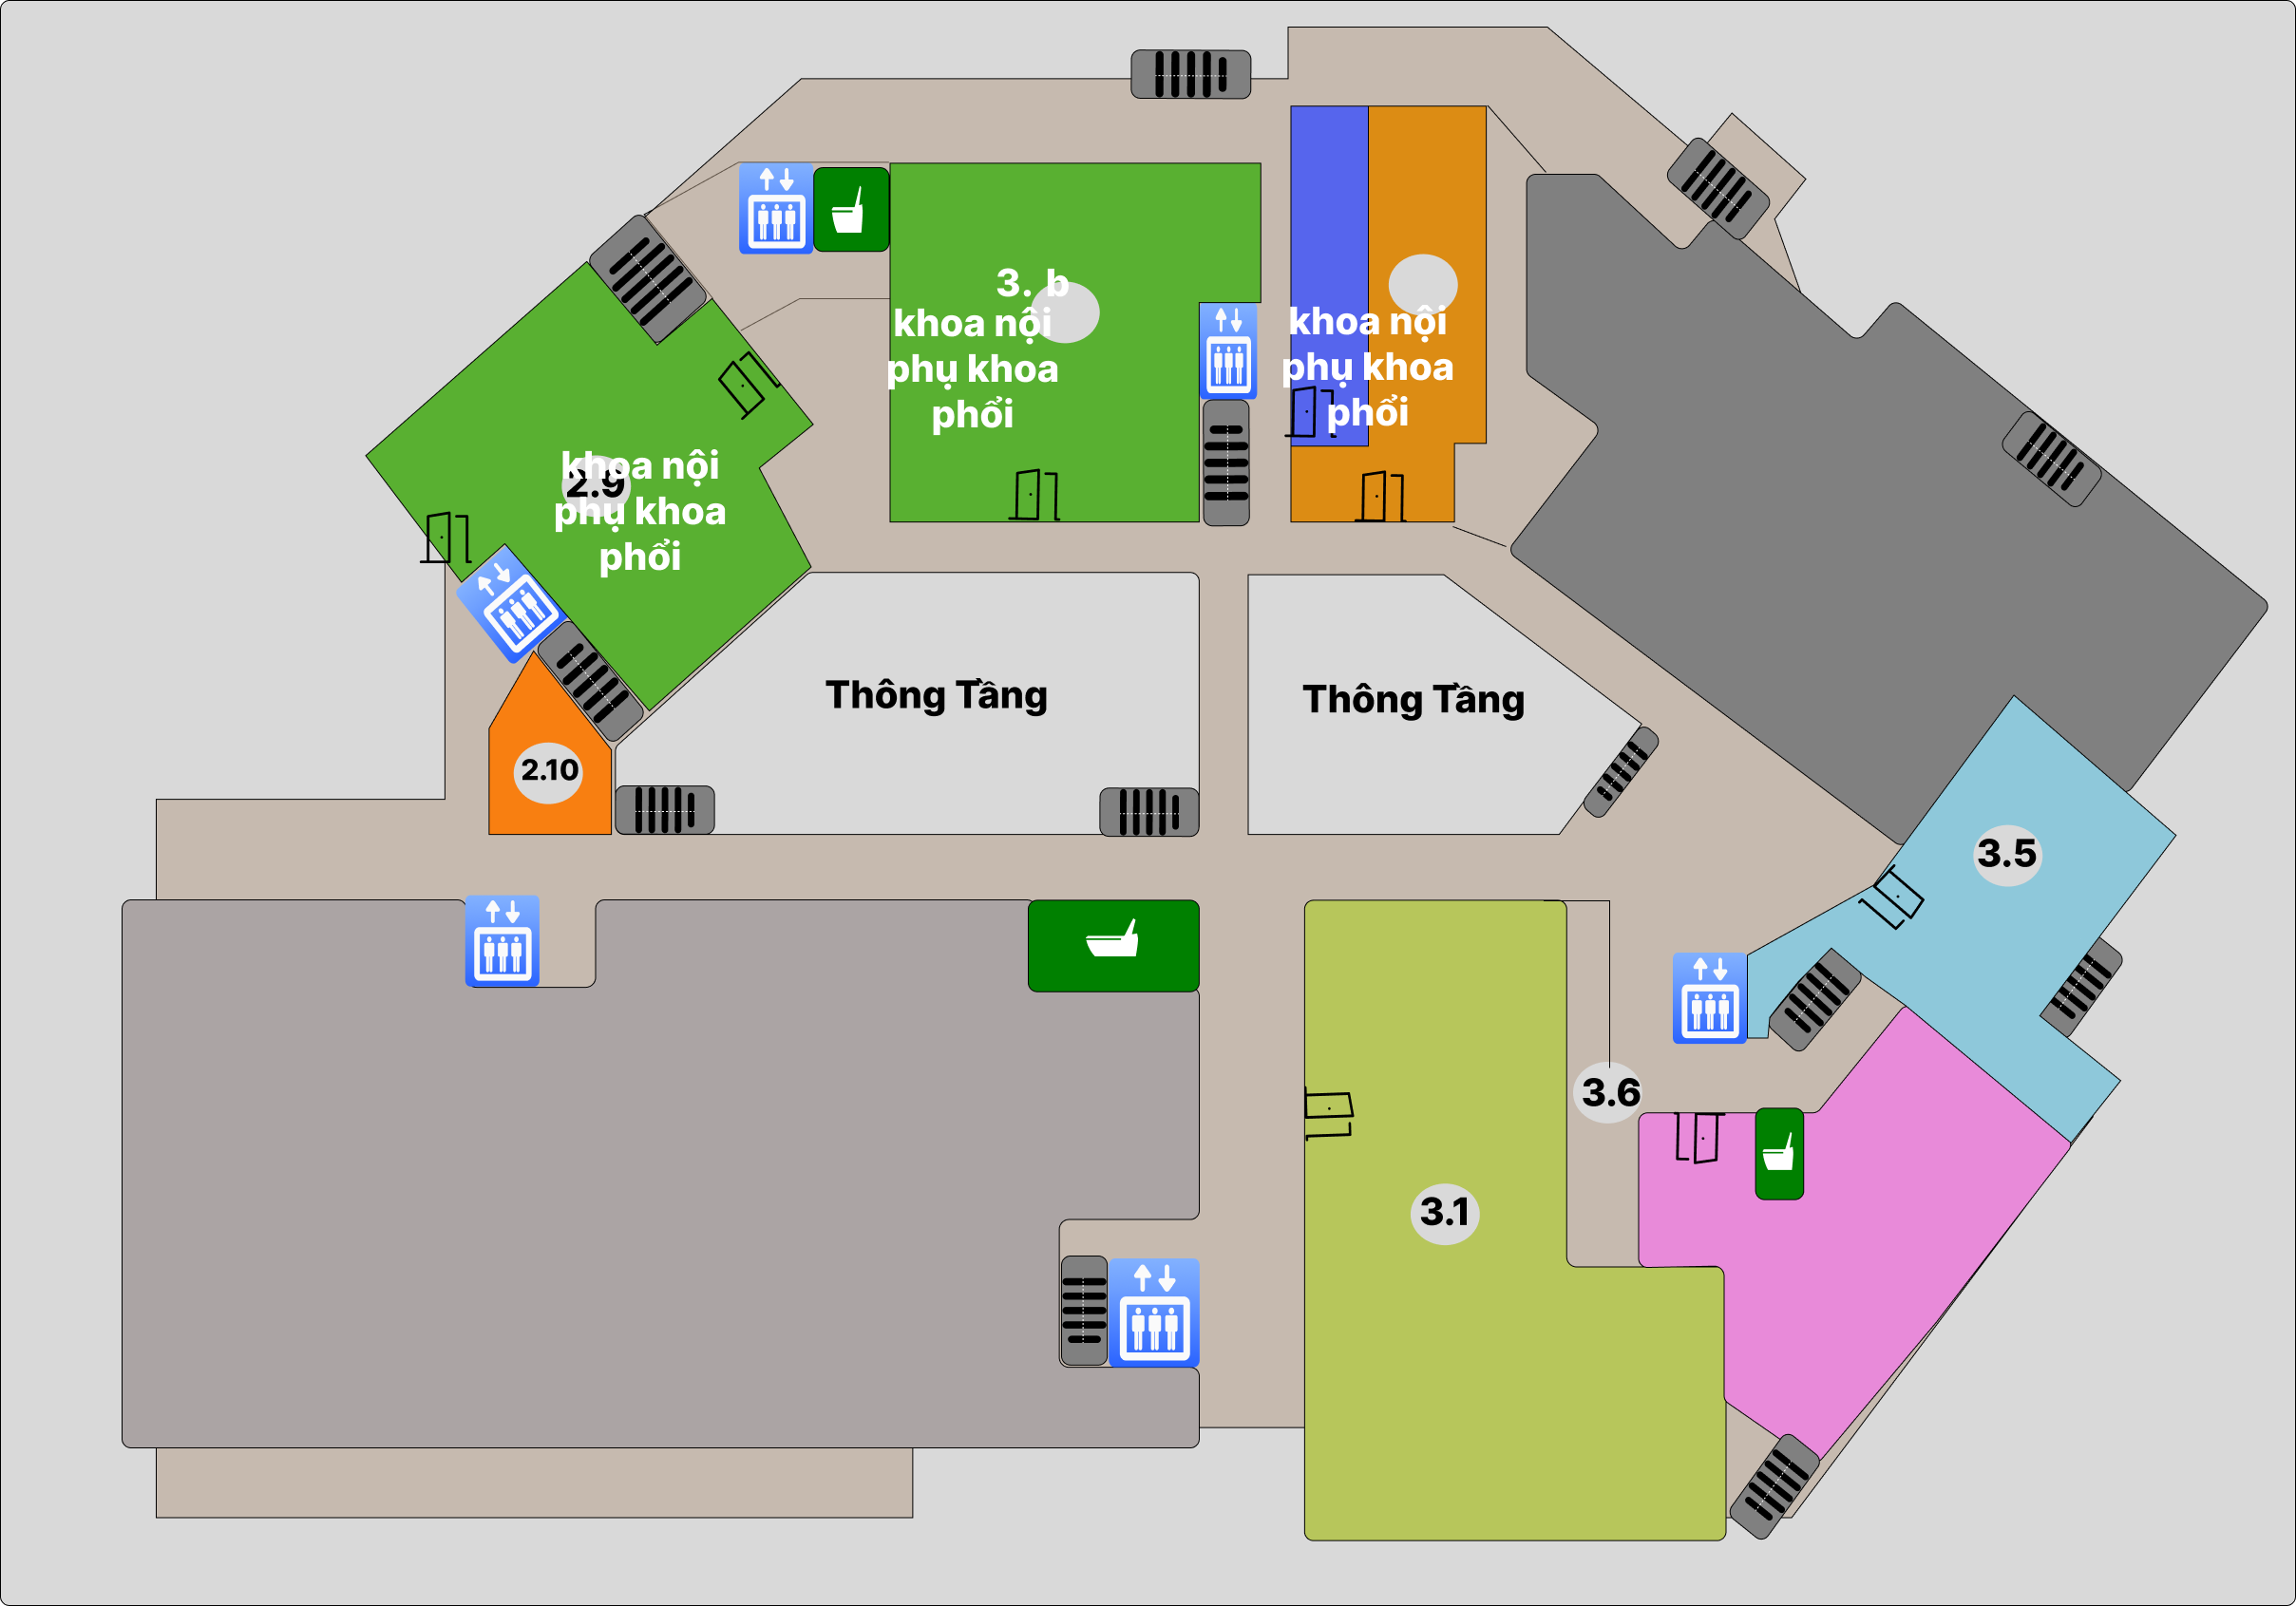 3. b
khoa nội
phụ khoa
phổi
khoa nội
phụ khoa
phổi
khoa nội
2.9
phụ khoa
phổi
Thông Tầng
Thông Tầng
2.10
3.5
3.6
3.1